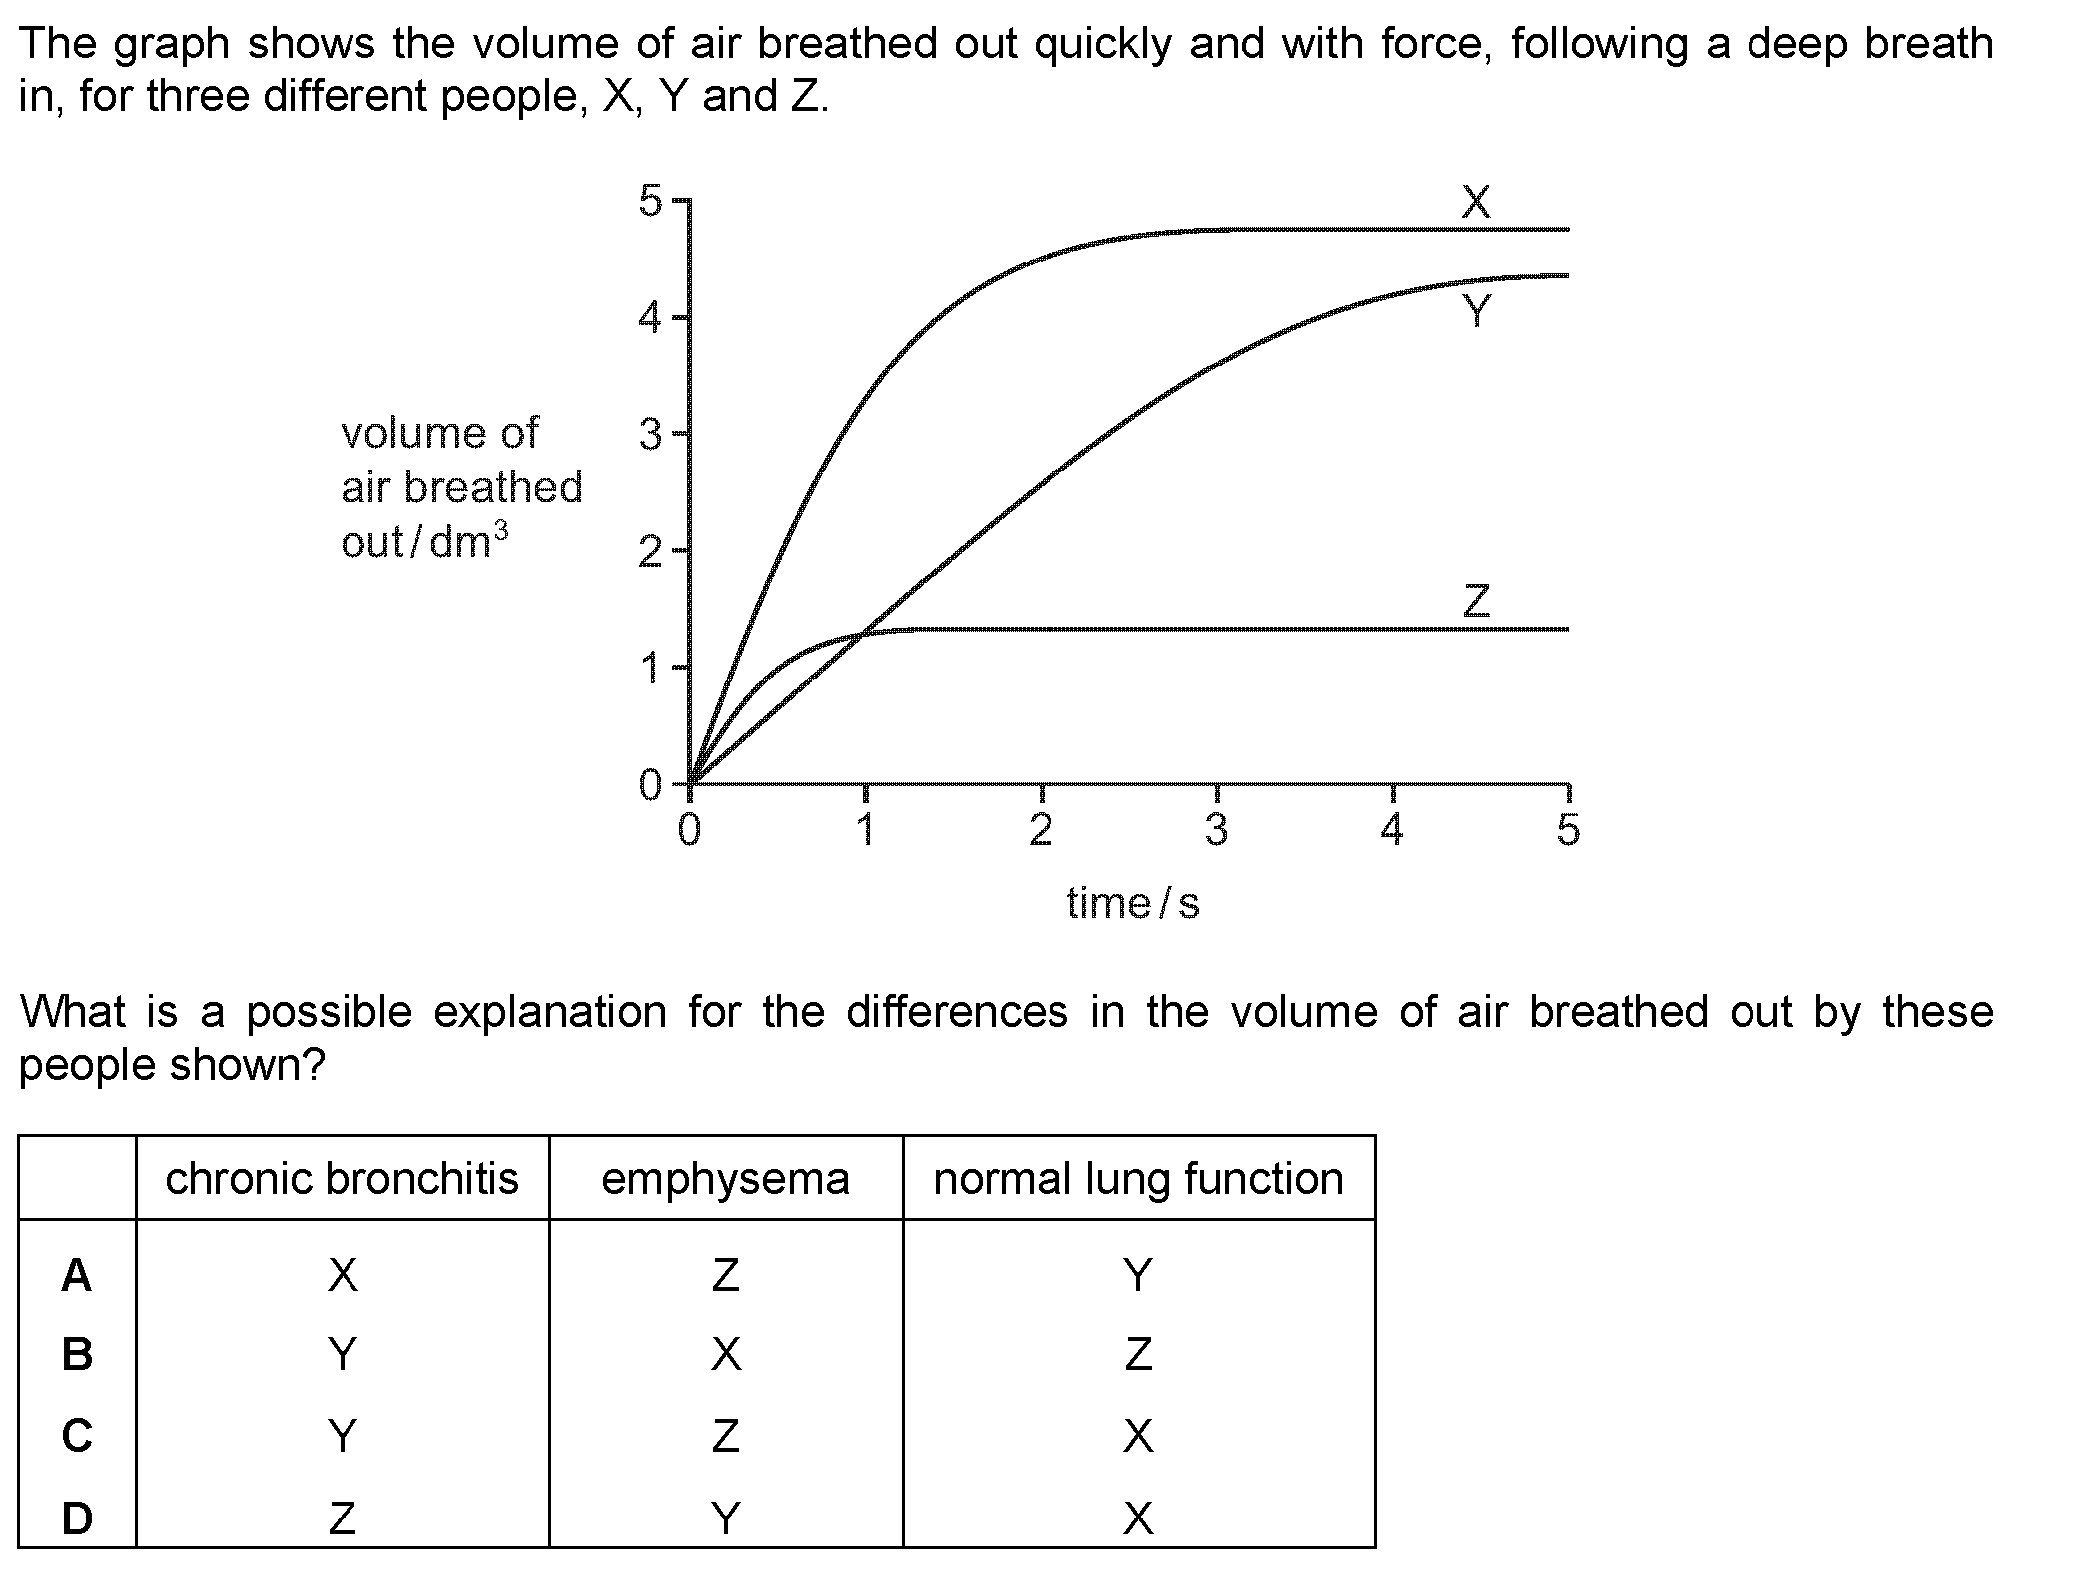 The graph shows the volume of air breathed out quickly and with force, following a deep breath
in, for three different people, X, Y and Z.
5
4
3
2
1
0
volume of
air breathed
out / dm³
X
Y
Z
0 1 2 3 4 5
time / s
What is a possible explanation for the differences in the volume of air breathed out by these
people shown?
chronic bronchitis emphysema normal lung function
A X Z Y
B Y X Z
C Y Z X
D Z Y X